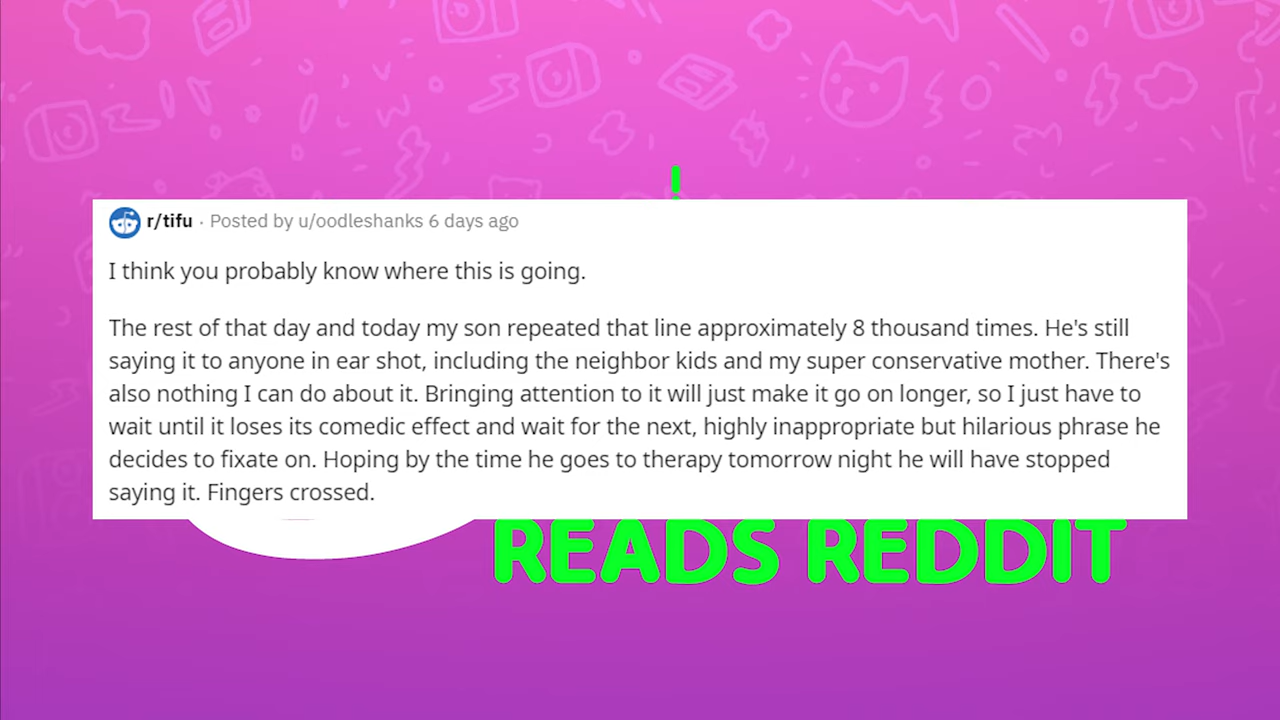 r/tifu · Posted by u/oodleshanks 6 days ago
I think you probably know where this is going.
The rest of that day and today my son repeated that line approximately 8 thousand times. He's still
saying it to anyone in ear shot, including the neighbor kids and my super conservative mother. There's
also nothing I can do about it. Bringing attention to it will just make it go on longer, so I just have to
wait until it loses its comedic effect and wait for the next, highly inappropriate but hilarious phrase he
decides to fixate on. Hoping by the time he goes to therapy tomorrow night he will have stopped
saying it. Fingers crossed.
READS REDDIT